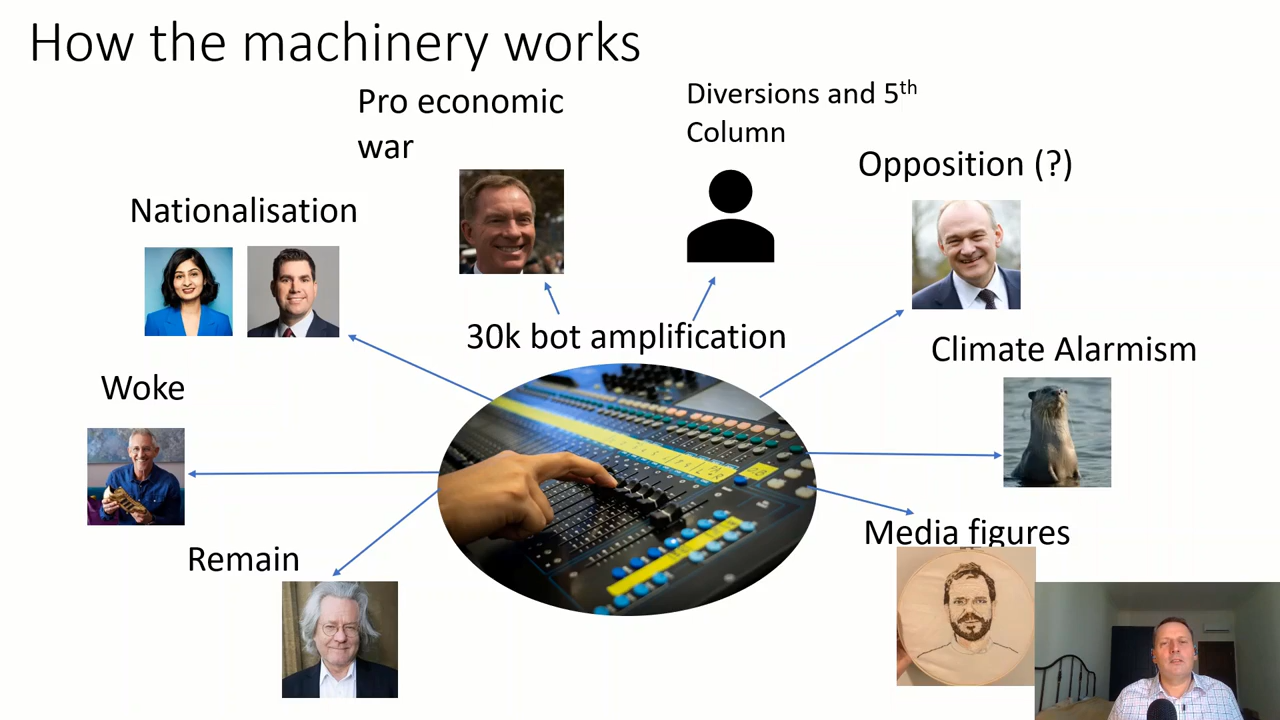 How the machinery works
Pro economic
war
Diversions and 5th
Column
Opposition (?)
Nationalisation
30k bot amplification
Climate Alarmism
Woke
Media figures
Remain